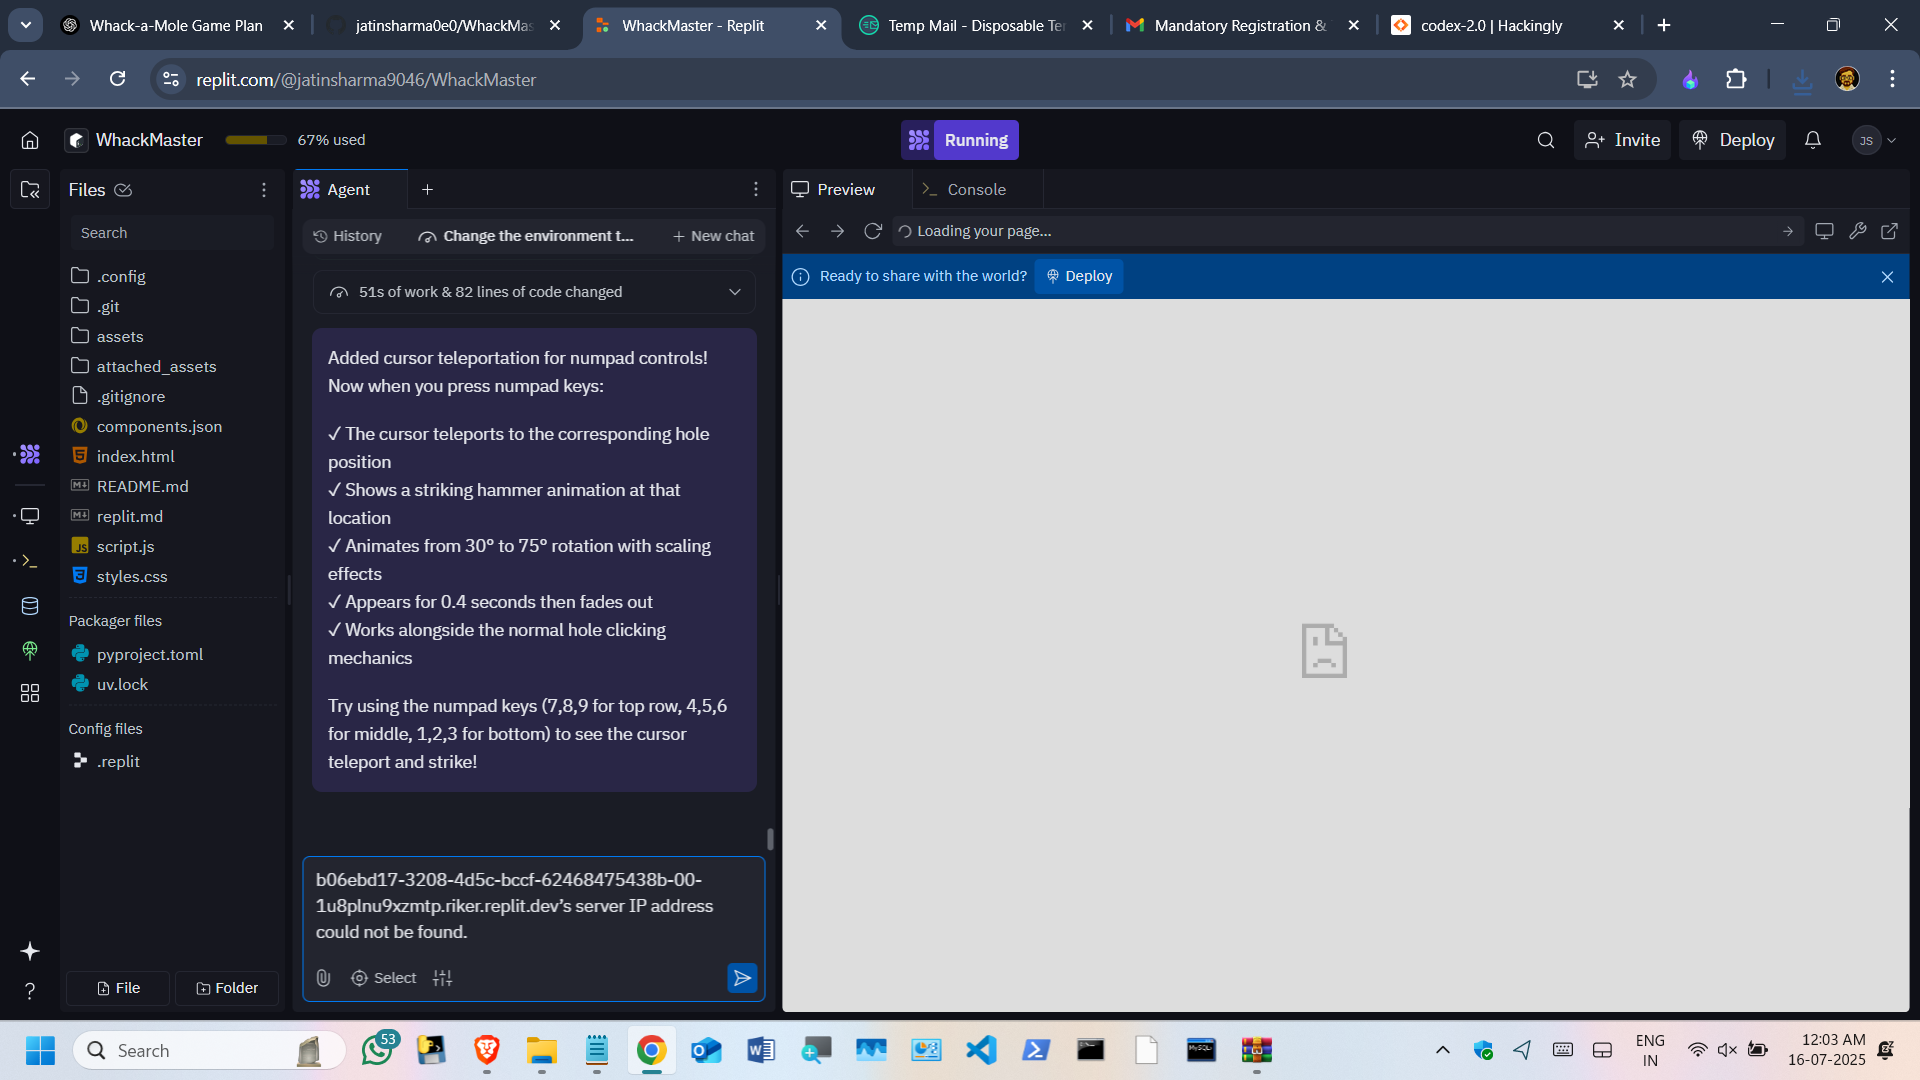 Whack-a-Mole Game Plan
jatinsharma0e0/WhackMas
WhackMaster - Replit
Temp Mail - Disposable Te
Mandatory Registration &
codex-2.0 | Hackingly
replit.com/@jatinsharma9046/WhackMaster
WhackMaster
67% used
Running
Invite
Deploy
JS
Files
Search
.config
.git
assets
attached_assets
.gitignore
components.json
index.html
README.md
replit.md
script.js
styles.css
Packager files
pyproject.toml
uv.lock
Config files
.replit
File
Folder
Agent
History
Change the environment t...
New chat
51s of work & 82 lines of code changed
Added cursor teleportation for numpad controls!
Now when you press numpad keys:
✓ The cursor teleports to the corresponding hole
position
✓ Shows a striking hammer animation at that
location
✓ Animates from 30° to 75° rotation with scaling
effects
✓ Appears for 0.4 seconds then fades out
✓ Works alongside the normal hole clicking
mechanics
Try using the numpad keys (7,8,9 for top row, 4,5,6
for middle, 1,2,3 for bottom) to see the cursor
teleport and strike!
b06ebd17-3208-4d5c-bccf-62468475438b-00-
1u8plnu9xzmtp.riker.replit.dev’s server IP address
could not be found.
Select
Preview
Console
Loading your page...
Ready to share with the world?
Deploy
Search
53
ENG
IN
12:03 AM
16-07-2025